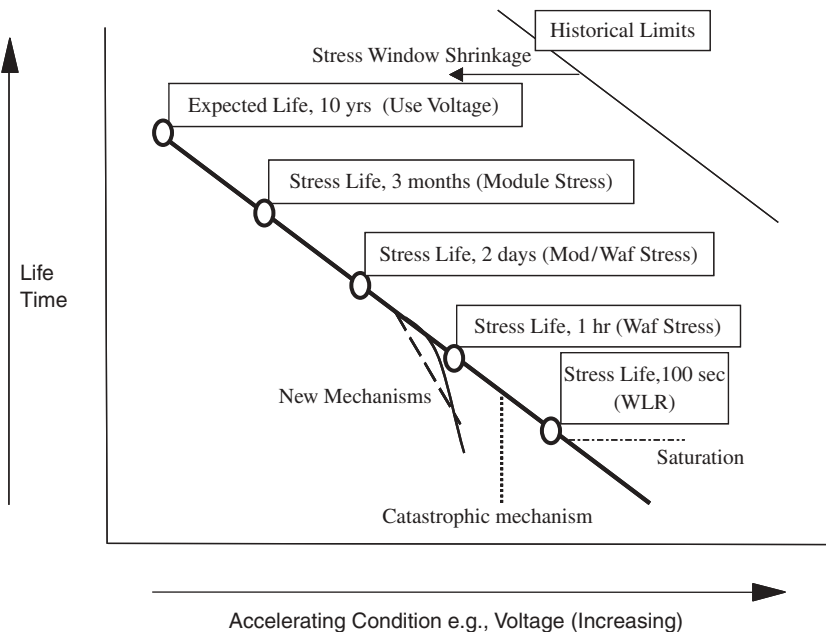 Historical Limits
Stress Window Shrinkage
Expected Life, 10 yrs (Use Voltage)
Stress Life, 3 months (Module Stress)
Stress Life, 2 days (Mod/Waf Stress)
Life
Time
Stress Life, 1 hr (Waf Stress)
Stress Life,100 sec
(WLR)
New Mechanisms
Saturation
Catastrophic mechanism
Accelerating Condition e.g., Voltage (Increasing)